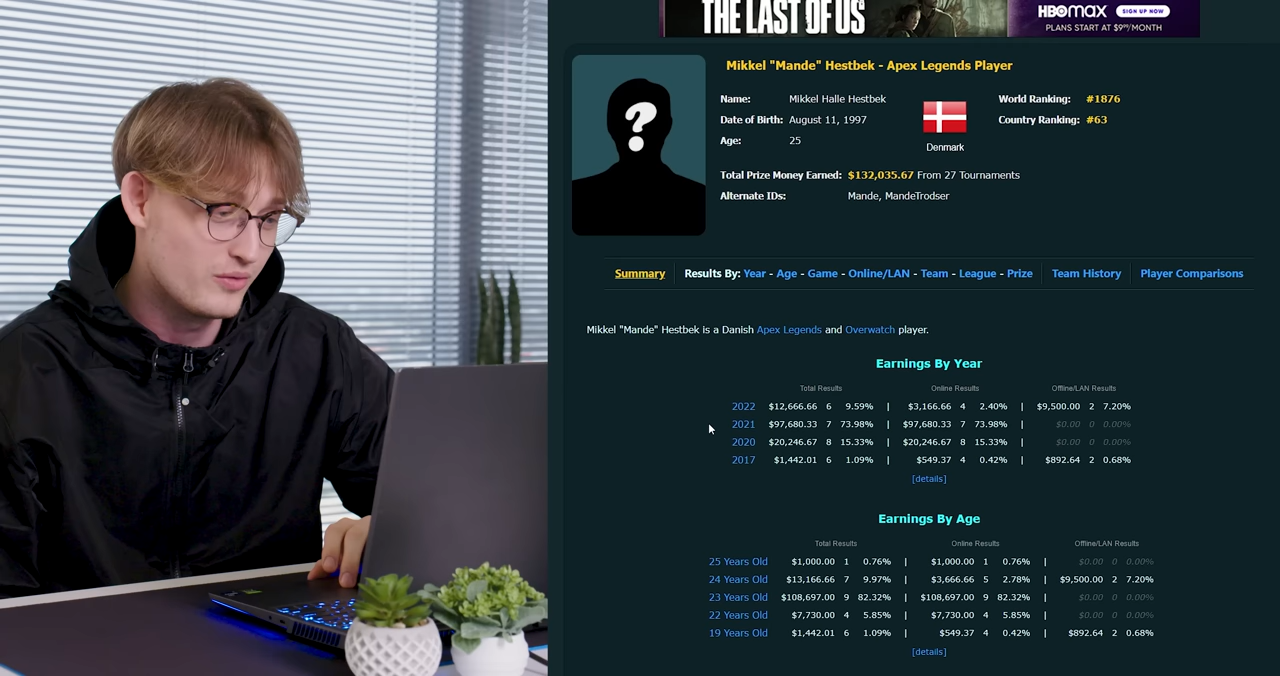 THE LAST OF US
HBOMAX SIGN UP NOW
PLANS START AT $9.99/MONTH
Mikkel "Mande" Hestbek - Apex Legends Player
?
Name: Mikkel Halle Hestbek
Date of Birth: August 11, 1997
Age: 25
Denmark
World Ranking: #1876
Country Ranking: #63
Total Prize Money Earned: $132,035.67 From 27 Tournaments
Alternate IDs: Mande, MandeTrodser
Summary Results By: Year - Age - Game - Online/LAN - Team - League - Prize Team History Player Comparisons
Mikkel "Mande" Hestbek is a Danish Apex Legends and Overwatch player.
Earnings By Year
Total Results Online Results Offline/LAN Results
2022 $12,666.66 6 9.59% | $3,166.66 4 2.40% | $9,500.00 2 7.20%
2021 $97,680.33 7 73.98% | $97,680.33 7 73.98% | $0.00 0 0.00%
2020 $20,246.67 8 15.33% | $20,246.67 8 15.33% | $0.00 0 0.00%
2017 $1,442.01 6 1.09% | $549.37 4 0.42% | $892.64 2 0.68%
[details]
Earnings By Age
Total Results Online Results Offline/LAN Results
25 Years Old $1,000.00 1 0.76% | $1,000.00 1 0.76% | $0.00 0 0.00%
24 Years Old $13,166.66 7 9.97% | $3,666.66 5 2.78% | $9,500.00 2 7.20%
23 Years Old $108,697.00 9 82.32% | $108,697.00 9 82.32% | $0.00 0 0.00%
22 Years Old $7,730.00 4 5.85% | $7,730.00 4 5.85% | $0.00 0 0.00%
19 Years Old $1,442.01 6 1.09% | $549.37 4 0.42% | $892.64 2 0.68%
[details]